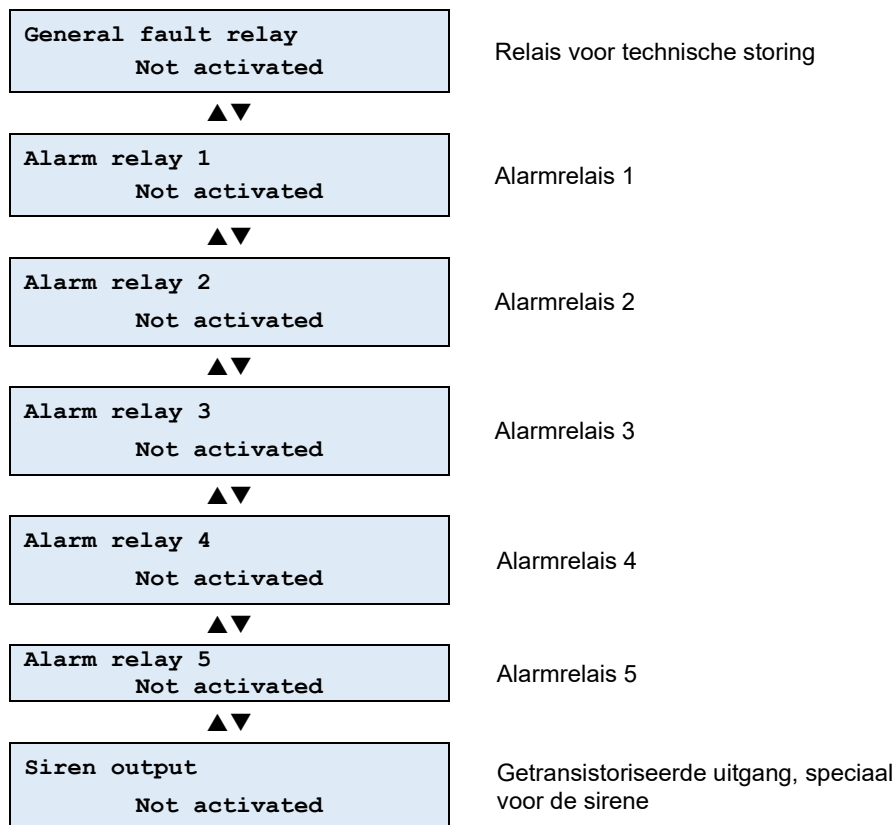 General fault relay
Not activated
Relais voor technische storing
▲▼
Alarm relay 1
Not activated
Alarmrelais 1
▲▼
Alarm relay 2
Not activated
Alarmrelais 2
▲▼
Alarm relay 3
Not activated
Alarmrelais 3
▲▼
Alarm relay 4
Not activated
Alarmrelais 4
▲▼
Alarm relay 5
Not activated
Alarmrelais 5
▲▼
Siren output
Not activated
Getransistoriseerde uitgang, speciaal
voor de sirene